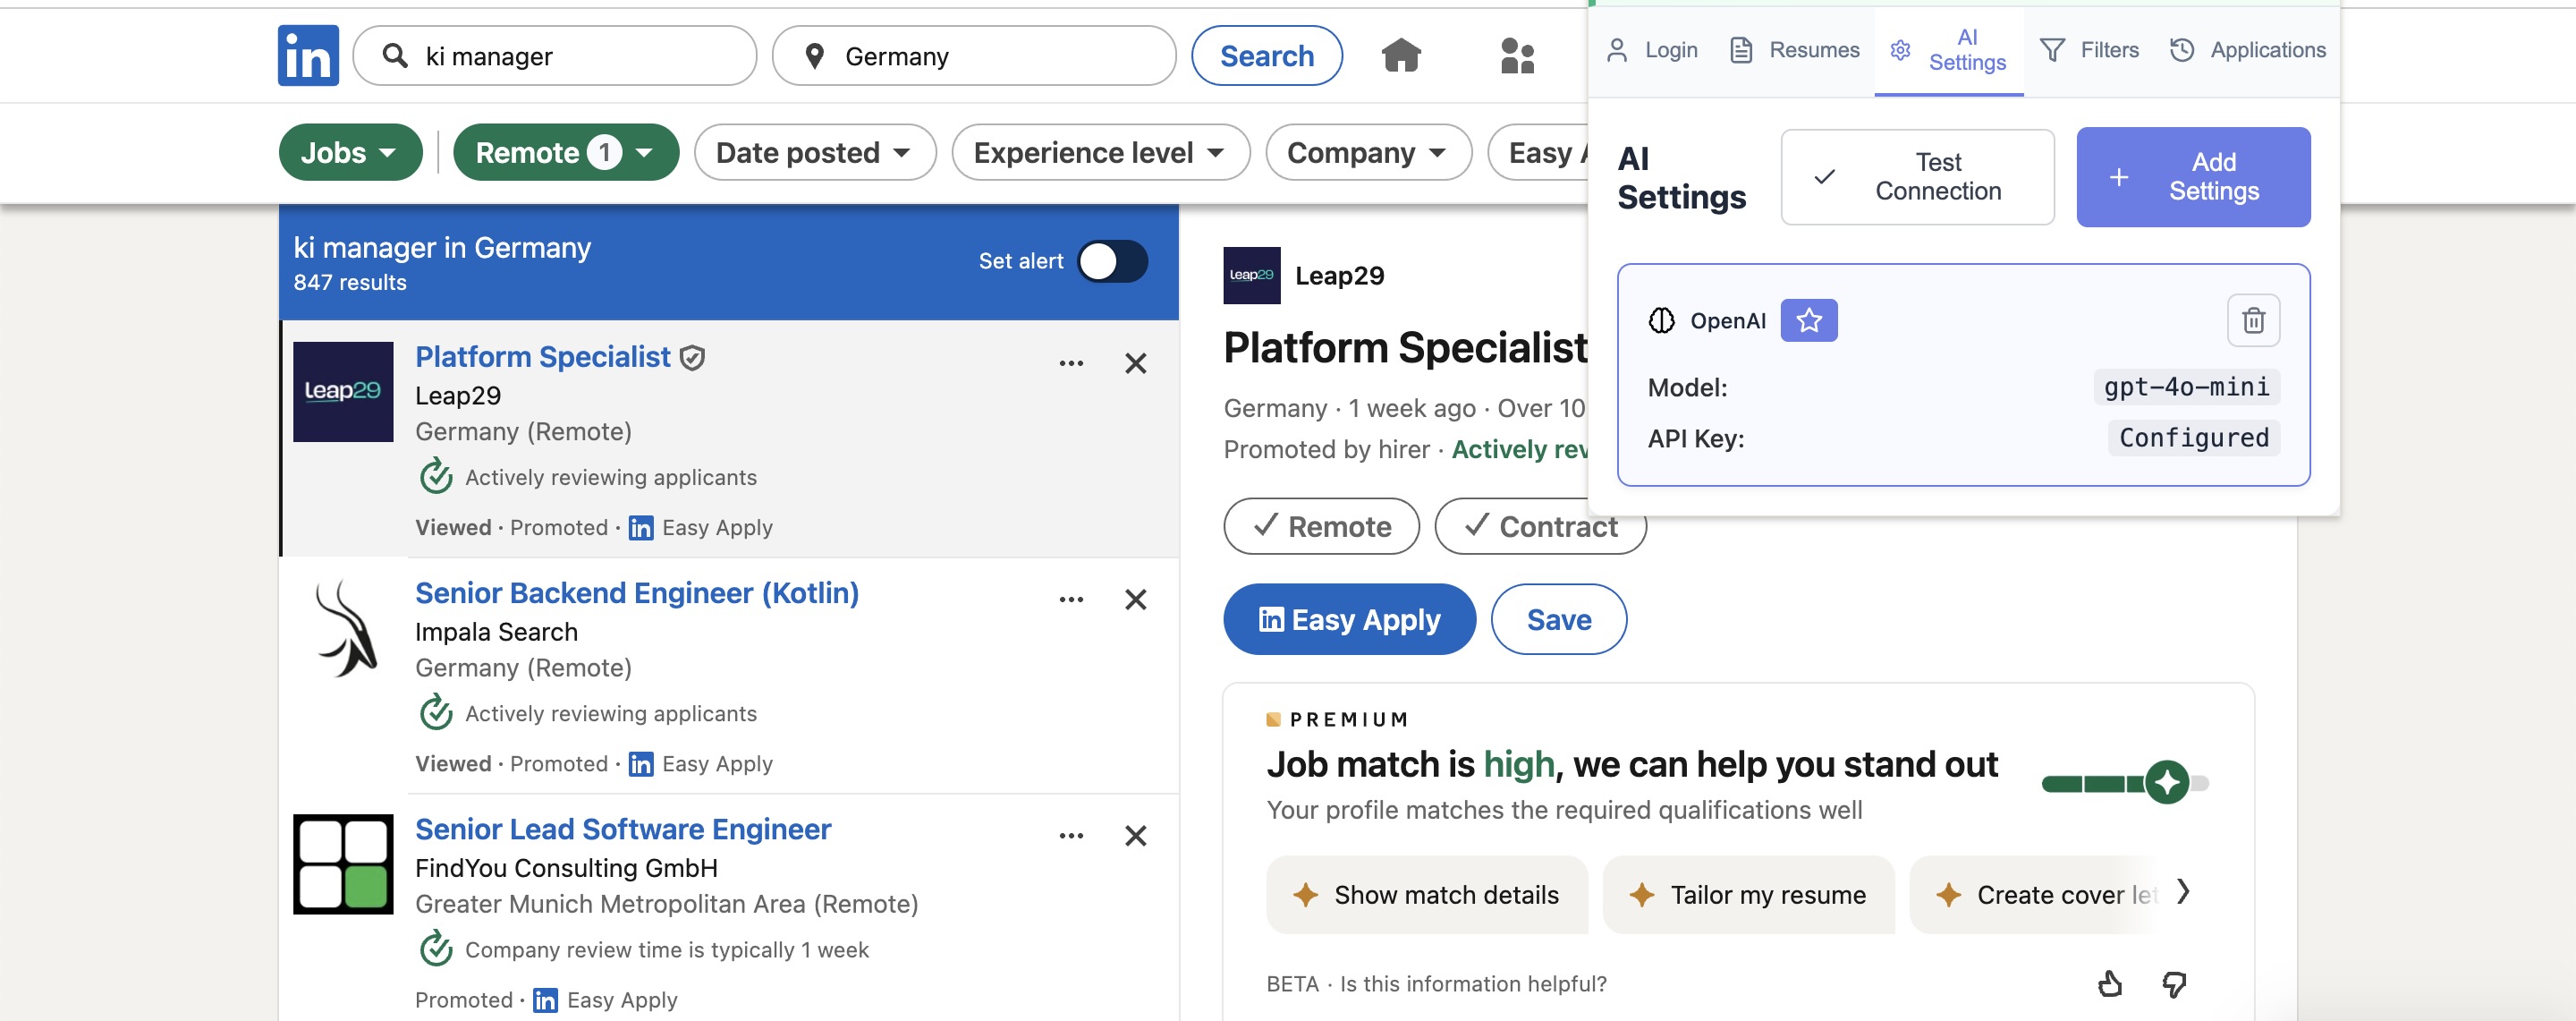 in
ki manager
Germany
Search
Login
Resumes
AI
Settings
Filters
Applications
Jobs
Remote 1
Date posted
Experience level
Company
Easy
AI
Settings
Test
Connection
Add
Settings
OpenAI
Model:
gpt-4o-mini
API Key:
Configured
ki manager in Germany
847 results
Set alert
leap29
Platform Specialist
Leap29
Germany (Remote)
Actively reviewing applicants
Viewed · Promoted · in Easy Apply
Senior Backend Engineer (Kotlin)
Impala Search
Germany (Remote)
Actively reviewing applicants
Viewed · Promoted · in Easy Apply
Senior Lead Software Engineer
FindYou Consulting GmbH
Greater Munich Metropolitan Area (Remote)
Company review time is typically 1 week
Promoted · in Easy Apply
leap29
Leap29
Platform Specialist
Germany · 1 week ago · Over 10
Promoted by hirer · Actively rev
Remote
Contract
in Easy Apply
Save
PREMIUM
Job match is high, we can help you stand out
Your profile matches the required qualifications well
Show match details
Tailor my resume
Create cover let
BETA · Is this information helpful?